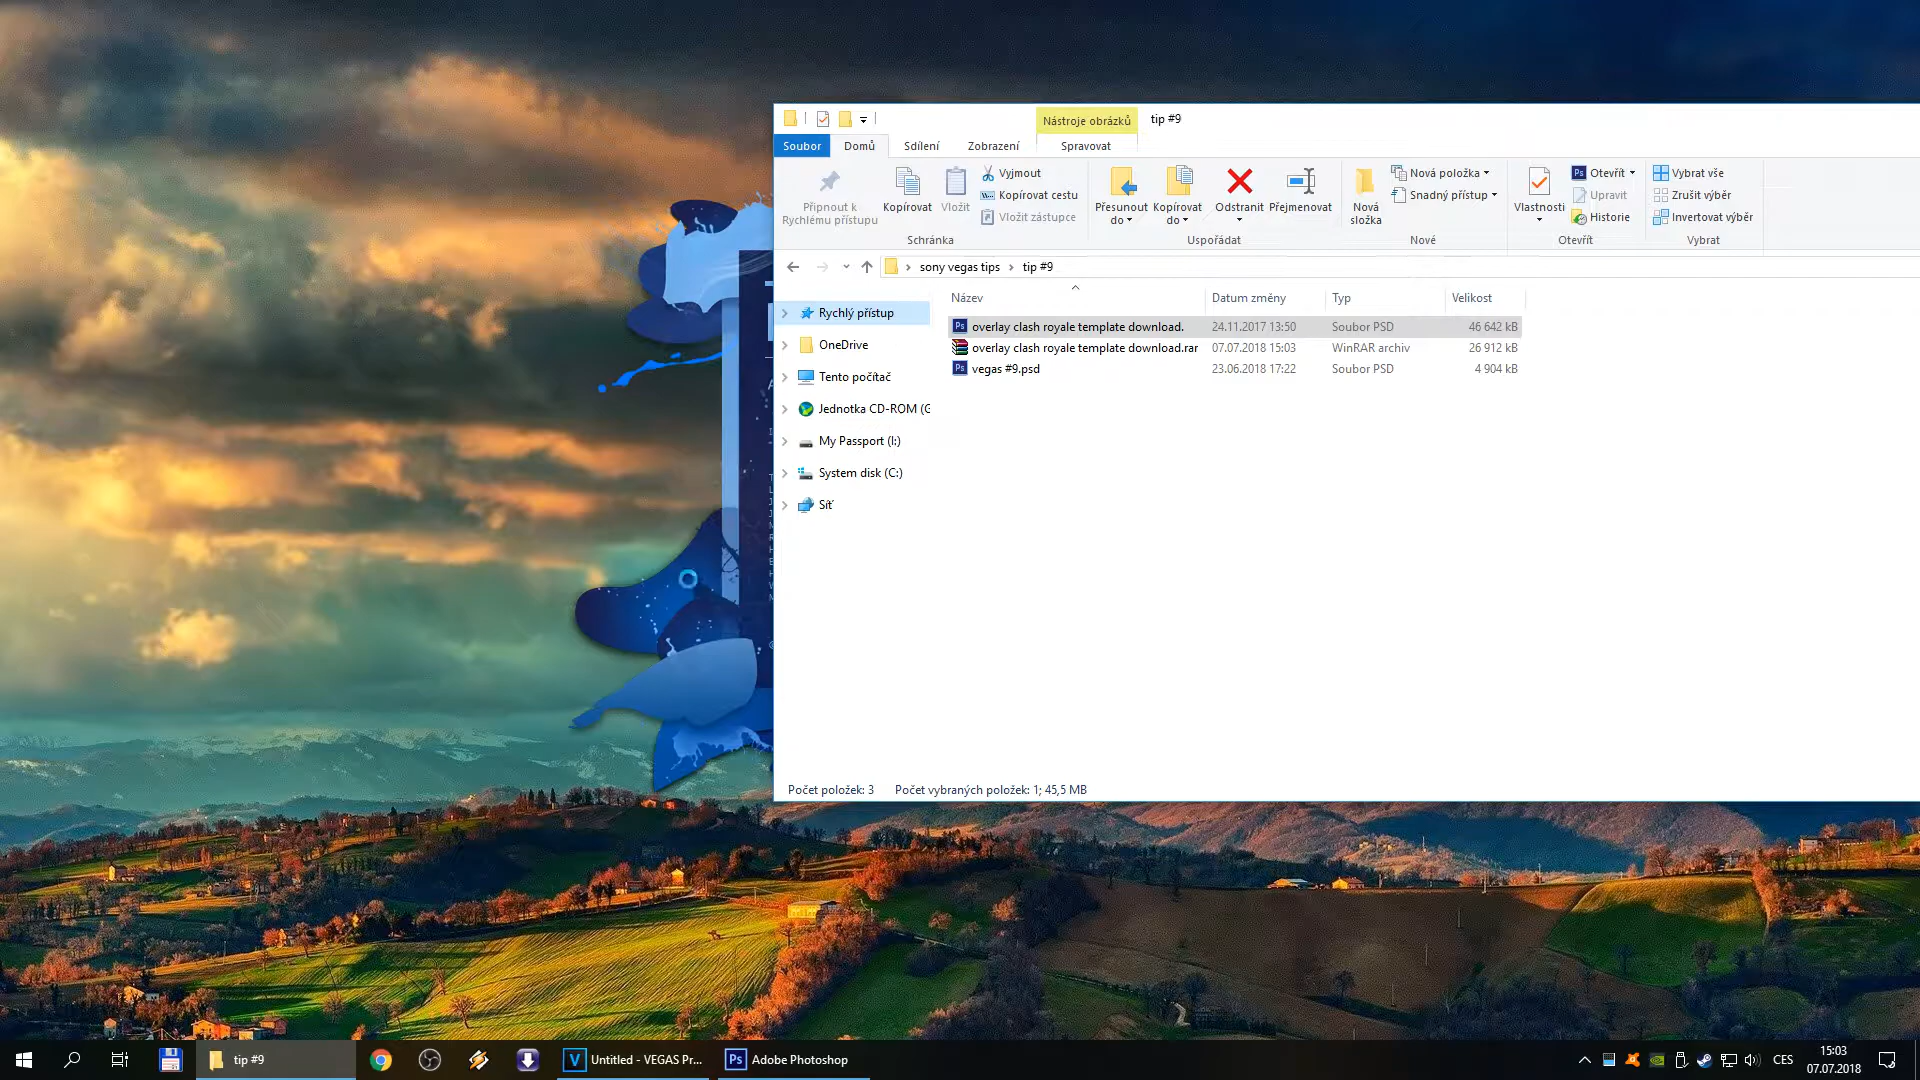 Nástroje obrázků
tip #9
Soubor
Domů
Sdílení
Zobrazení
Spravovat
Připnout k
Rychlému přístupu
Kopírovat
Vložit
Vyjmout
Kopírovat cestu
Vložit zástupce
Schránka
Přesunout
do
Kopírovat
do
Odstranit
Přejmenovat
Uspořádat
Nová
složka
Nová položka
Snadný přístup
Nové
Vlastnosti
Otevřít
Upravit
Historie
Otevřít
Vybrat vše
Zrušit výběr
Invertovat výběr
Vybrat
sony vegas tips
tip #9
Název
Datum změny
Typ
Velikost
Rychlý přístup
OneDrive
Tento počítač
Jednotka CD-ROM (G
My Passport (I:)
System disk (C:)
Síť
overlay clash royale template download. 24.11.2017 13:50 Soubor PSD 46 642 kB
overlay clash royale template download.rar 07.07.2018 15:03 WinRAR archiv 26 912 kB
vegas #9.psd 23.06.2018 17:22 Soubor PSD 4 904 kB
Počet položek: 3
Počet vybraných položek: 1; 45,5 MB
tip #9
Untitled - VEGAS Pr...
Adobe Photoshop
CES
15:03
07.07.2018